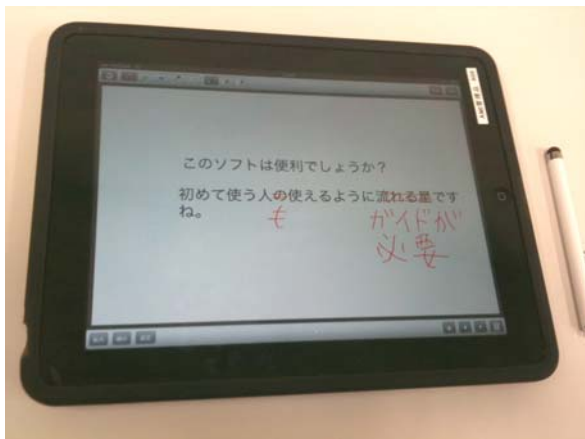 このソフトは便利でしょうか？
初めて使う人の使えるように流れる量です
ね。
も
ガイドが
必要